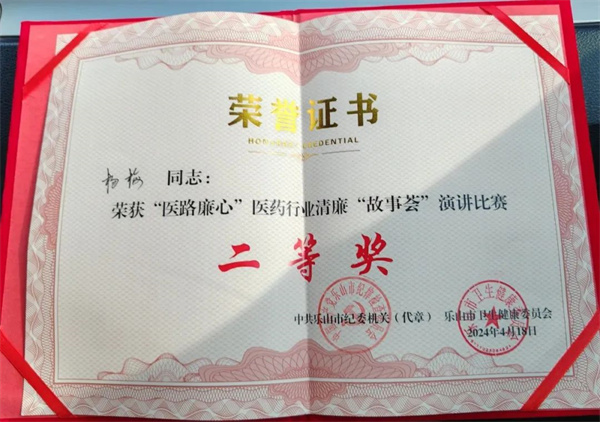 荣誉证书
HONORARY CREDENTIAL
杨梅 同志：
荣获“医路廉心”医药行业清廉“故事荟”演讲比赛
二等奖
中共乐山市纪委机关（代章） 乐山市卫生健康委员会
2024年4月18日